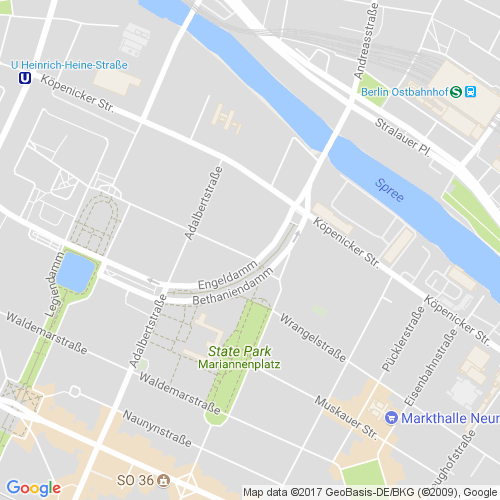 Andreasstraße
U Heinrich-Heine-Straße
U
Köpenicker Str.
Berlin Ostbahnhof
S
Stralauer Pl.
Spree
Adalbertstraße
Köpenicker Str.
Legiendamm
Engeldamm
Bethaniendamm
Köpenicker Str.
Waldemarstraße
Adalbertstraße
Wrangelstraße
Pücklerstraße
Eisenbahnstraße
State Park
Mariannenplatz
Waldemarstraße
Muskauer Str.
Markthalle Neun
Naunynstraße
SO 36
Google
Map data ©2017 GeoBasis-DE/BKG (©2009), Google